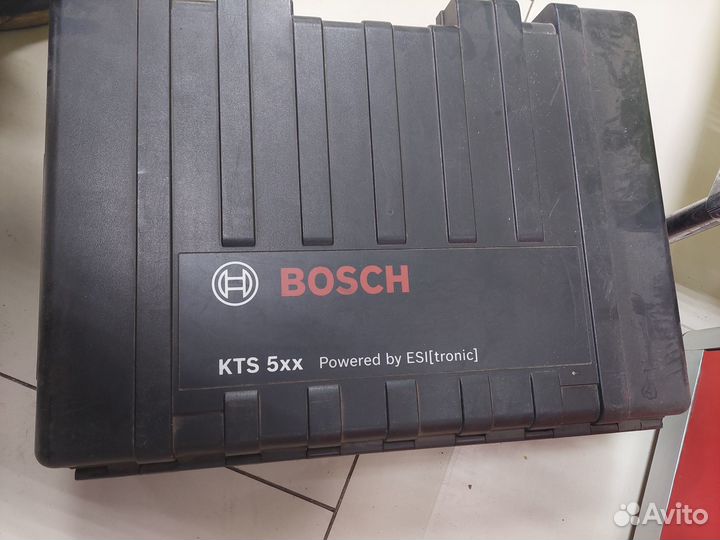 BOSCH
KTS 5xx Powered by ESI[tronic]
Avito